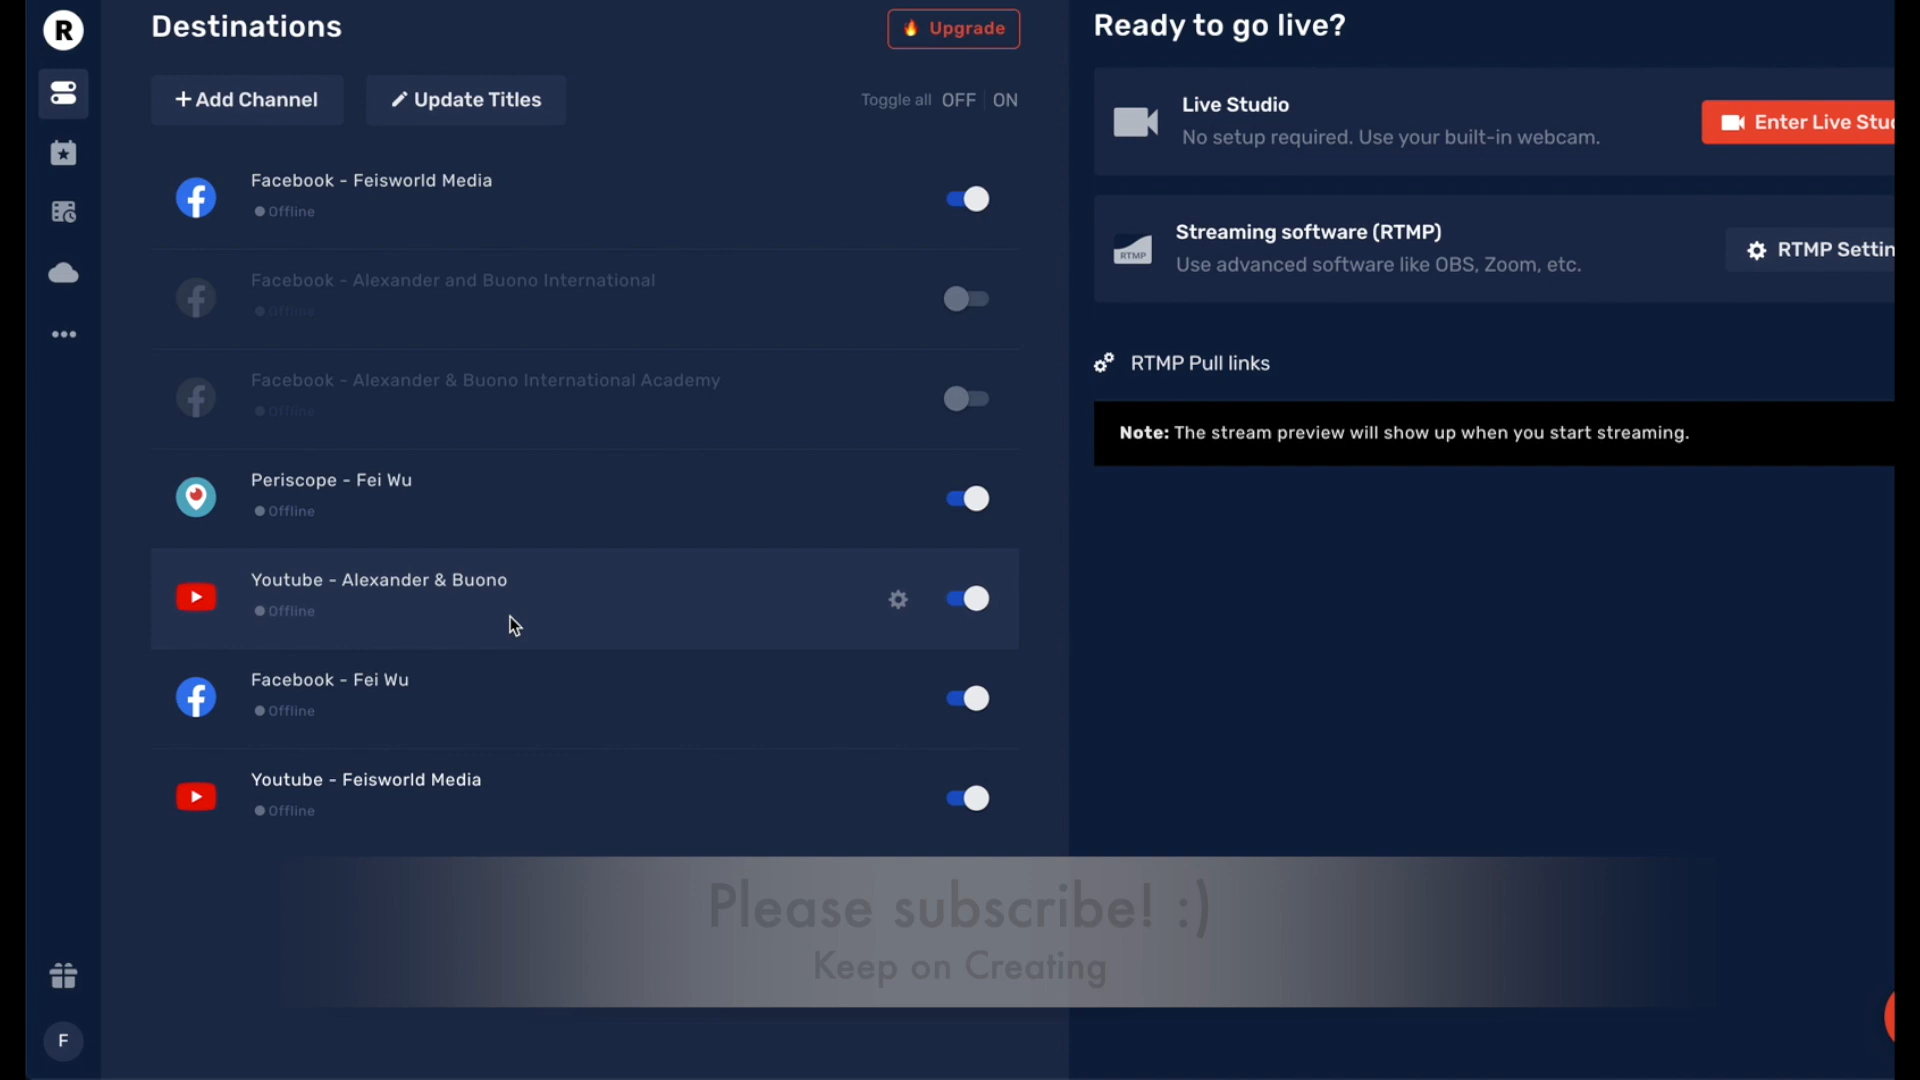 R
Destinations
Upgrade
Add Channel
Update Titles
Toggle all OFF ON
Facebook - Feisworld Media
Offline
Facebook - Alexander and Buono International
Offline
Facebook - Alexander & Buono International Academy
Offline
Periscope - Fei Wu
Offline
Youtube - Alexander & Buono
Offline
Facebook - Fei Wu
Offline
Youtube - Feisworld Media
Offline
Ready to go live?
Live Studio
No setup required. Use your built-in webcam.
Enter Live Stu
Streaming software (RTMP)
RTMP
Use advanced software like OBS, Zoom, etc.
RTMP Settin
RTMP Pull links
Note: The stream preview will show up when you start streaming.
Please subscribe! :)
Keep on Creating
F